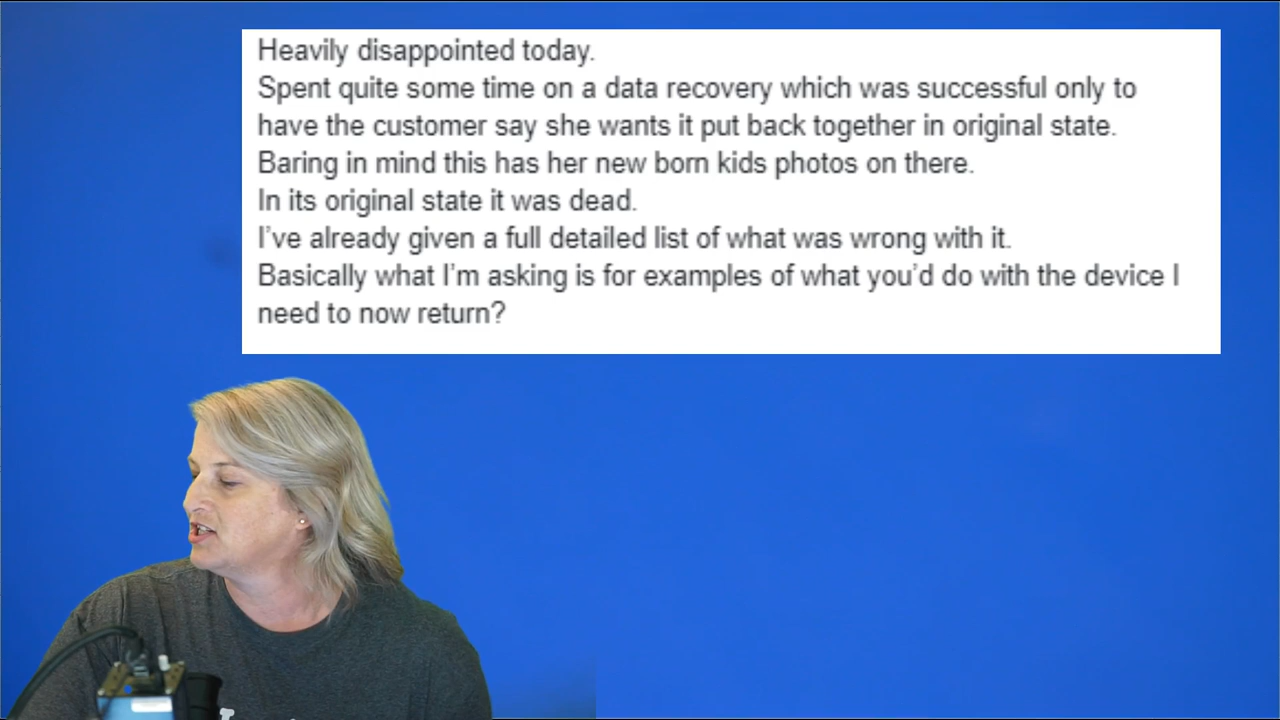 Heavily disappointed today.
Spent quite some time on a data recovery which was successful only to
have the customer say she wants it put back together in original state.
Baring in mind this has her new born kids photos on there.
In its original state it was dead.
I've already given a full detailed list of what was wrong with it.
Basically what I'm asking is for examples of what you'd do with the device I
need to now return?